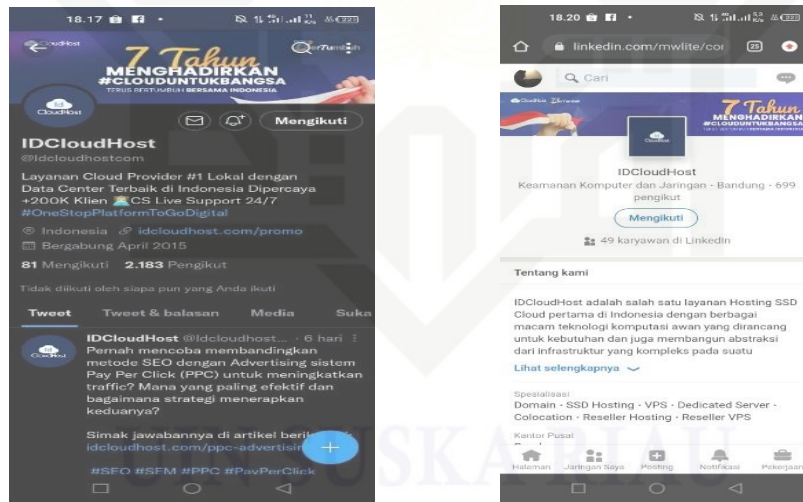 18.17
CloudHost
7 Tahun
MENGHADIRKAN
#CLOUDUNTUKBANGSA
TERUS BERTUMBUH BERSAMA INDONESIA
CloudHost
Mengikuti
IDCloudHost
@Idcloudhostcom
Layanan Cloud Provider #1 Lokal dengan
Data Center Terbaik di Indonesia Dipercaya
+200K Klien CS Live Support 24/7
#OneStopPlatformToGoDigital
Indonesia idcloudhost.com/promo
Bergabung April 2015
81 Mengikuti 2.183 Pengikut
Tidak diikuti oleh siapa pun yang Anda ikuti
Tweet Tweet & balasan Media Suka
IDCloudHost @Idcloudhost... · 6 hari
Pernah mencoba membandingkan
metode SEO dengan Advertising sistem
Pay Per Click (PPC) untuk meningkatkan
traffic? Mana yang paling efektif dan
bagaimana strategi menerapkan
keduanya?
Simak jawabannya di artikel beri
idcloudhost.com/ppc-advertisin
#SEO #SEM #PPC #PayPerClick
18.20
linkedin.com/mwlite/com
25
Cari
7 Tahun
MENGHADIRKAN
#CLOUDUNTUKBANGSA
CloudHost
IDCloudHost
Keamanan Komputer dan Jaringan - Bandung - 699
pengikut
Mengikuti
49 karyawan di LinkedIn
Tentang kami
IDCloudHost adalah salah satu layanan Hosting SSD
Cloud pertama di Indonesia dengan berbagai
macam teknologi komputasi awan yang dirancang
untuk kebutuhan dan juga membangun abstraksi
dari infrastruktur yang kompleks pada suatu
Lihat selengkapnya
Spesialisasi
Domain - SSD Hosting - VPS - Dedicated Server -
Colocation - Reseller Hosting - Reseller VPS
Kantor Pusat
Halaman Jaringan Saya Posting Notifikasi Pekerjaan
UIN SUSKA RIAU